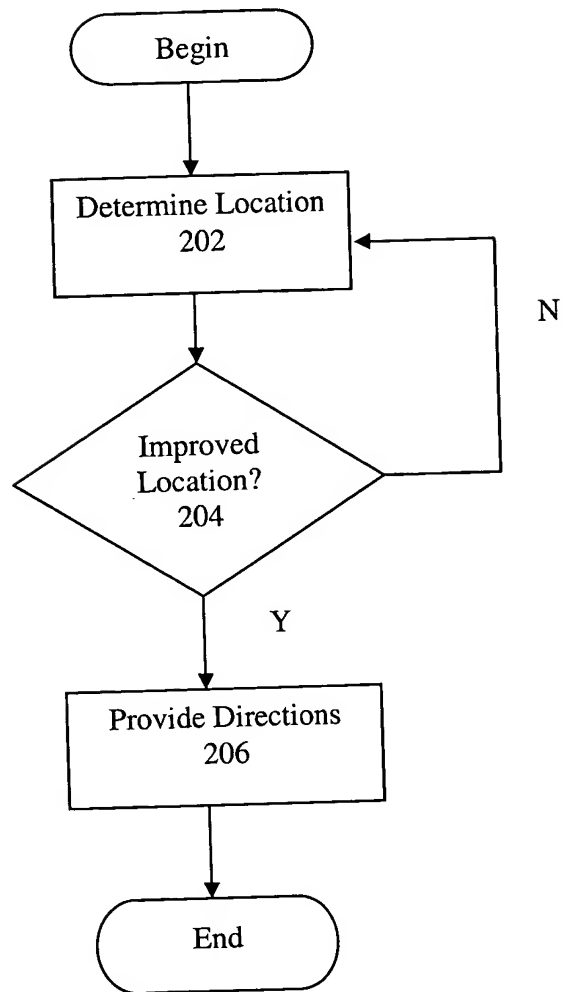 Begin
Determine Location
202
N
Improved
Location?
204
Y
Provide Directions
206
End